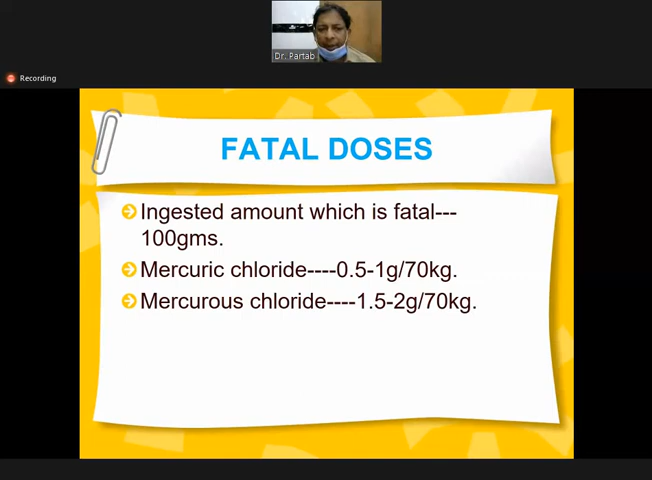 Dr. Partab
Recording
FATAL DOSES
Ingested amount which is fatal---
100gms.
Mercuric chloride----0.5-1g/70kg.
Mercurous chloride----1.5-2g/70kg.